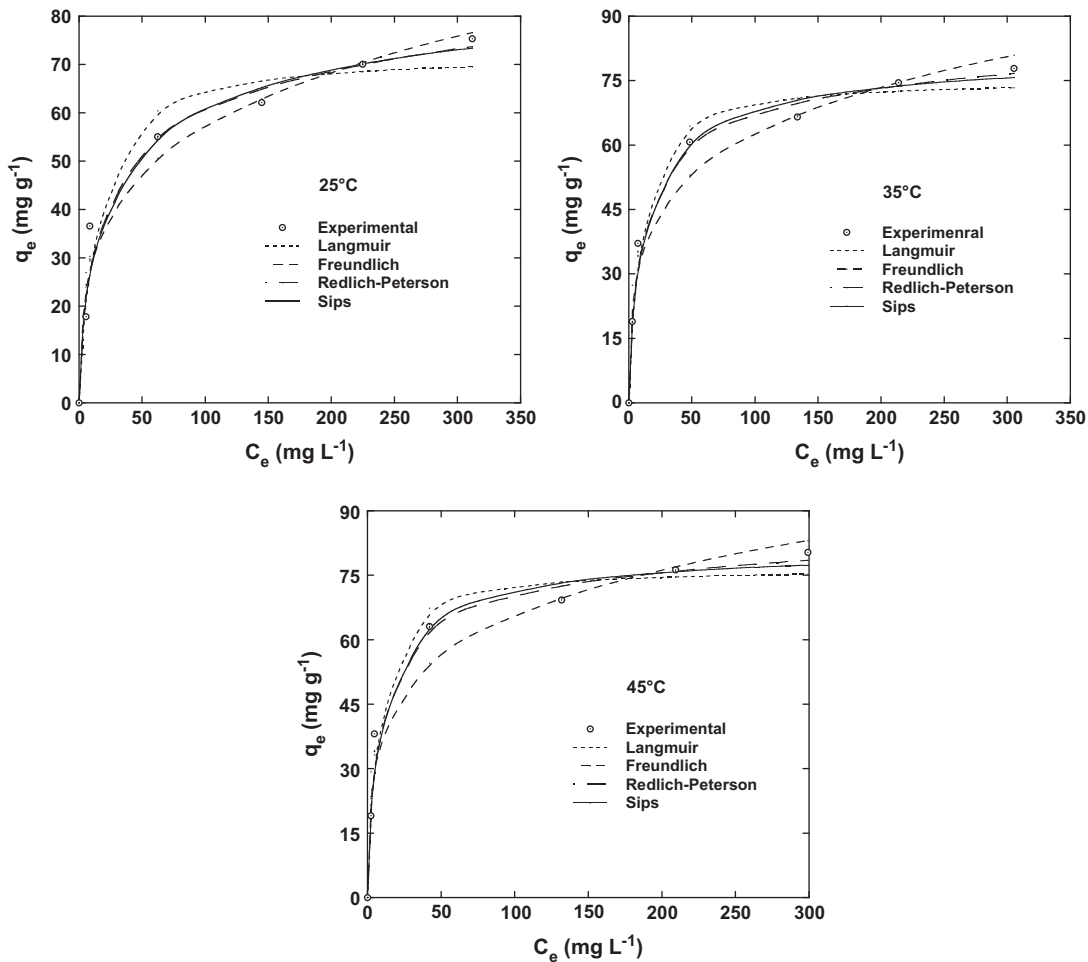 80
70
60
50
40
30
20
10
0
q_e (mg g⁻¹)
25°C
Experimental
Langmuir
Freundlich
Redlich-Peterson
Sips
0 50 100 150 200 250 300 350
C_e (mg L⁻¹)
90
75
60
45
30
15
0
q_e (mg g⁻¹)
35°C
Experimenral
Langmuir
Freundlich
Redlich-Peterson
Sips
0 50 100 150 200 250 300 350
C_e (mg L⁻¹)
90
75
60
45
30
15
0
q_e (mg g⁻¹)
45°C
Experimental
Langmuir
Freundlich
Redlich-Peterson
Sips
0 50 100 150 200 250 300
C_e (mg L⁻¹)